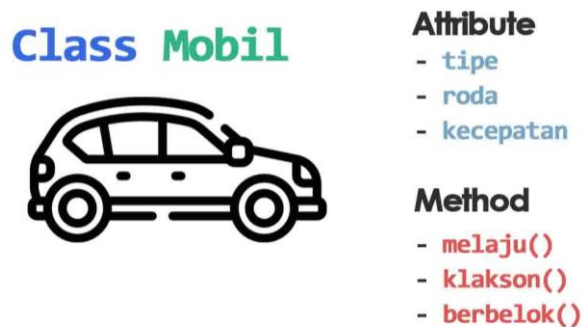 Class Mobil
Attribute
- tipe
- roda
- kecepatan
Method
- melaju()
- klakson()
- berbelok()